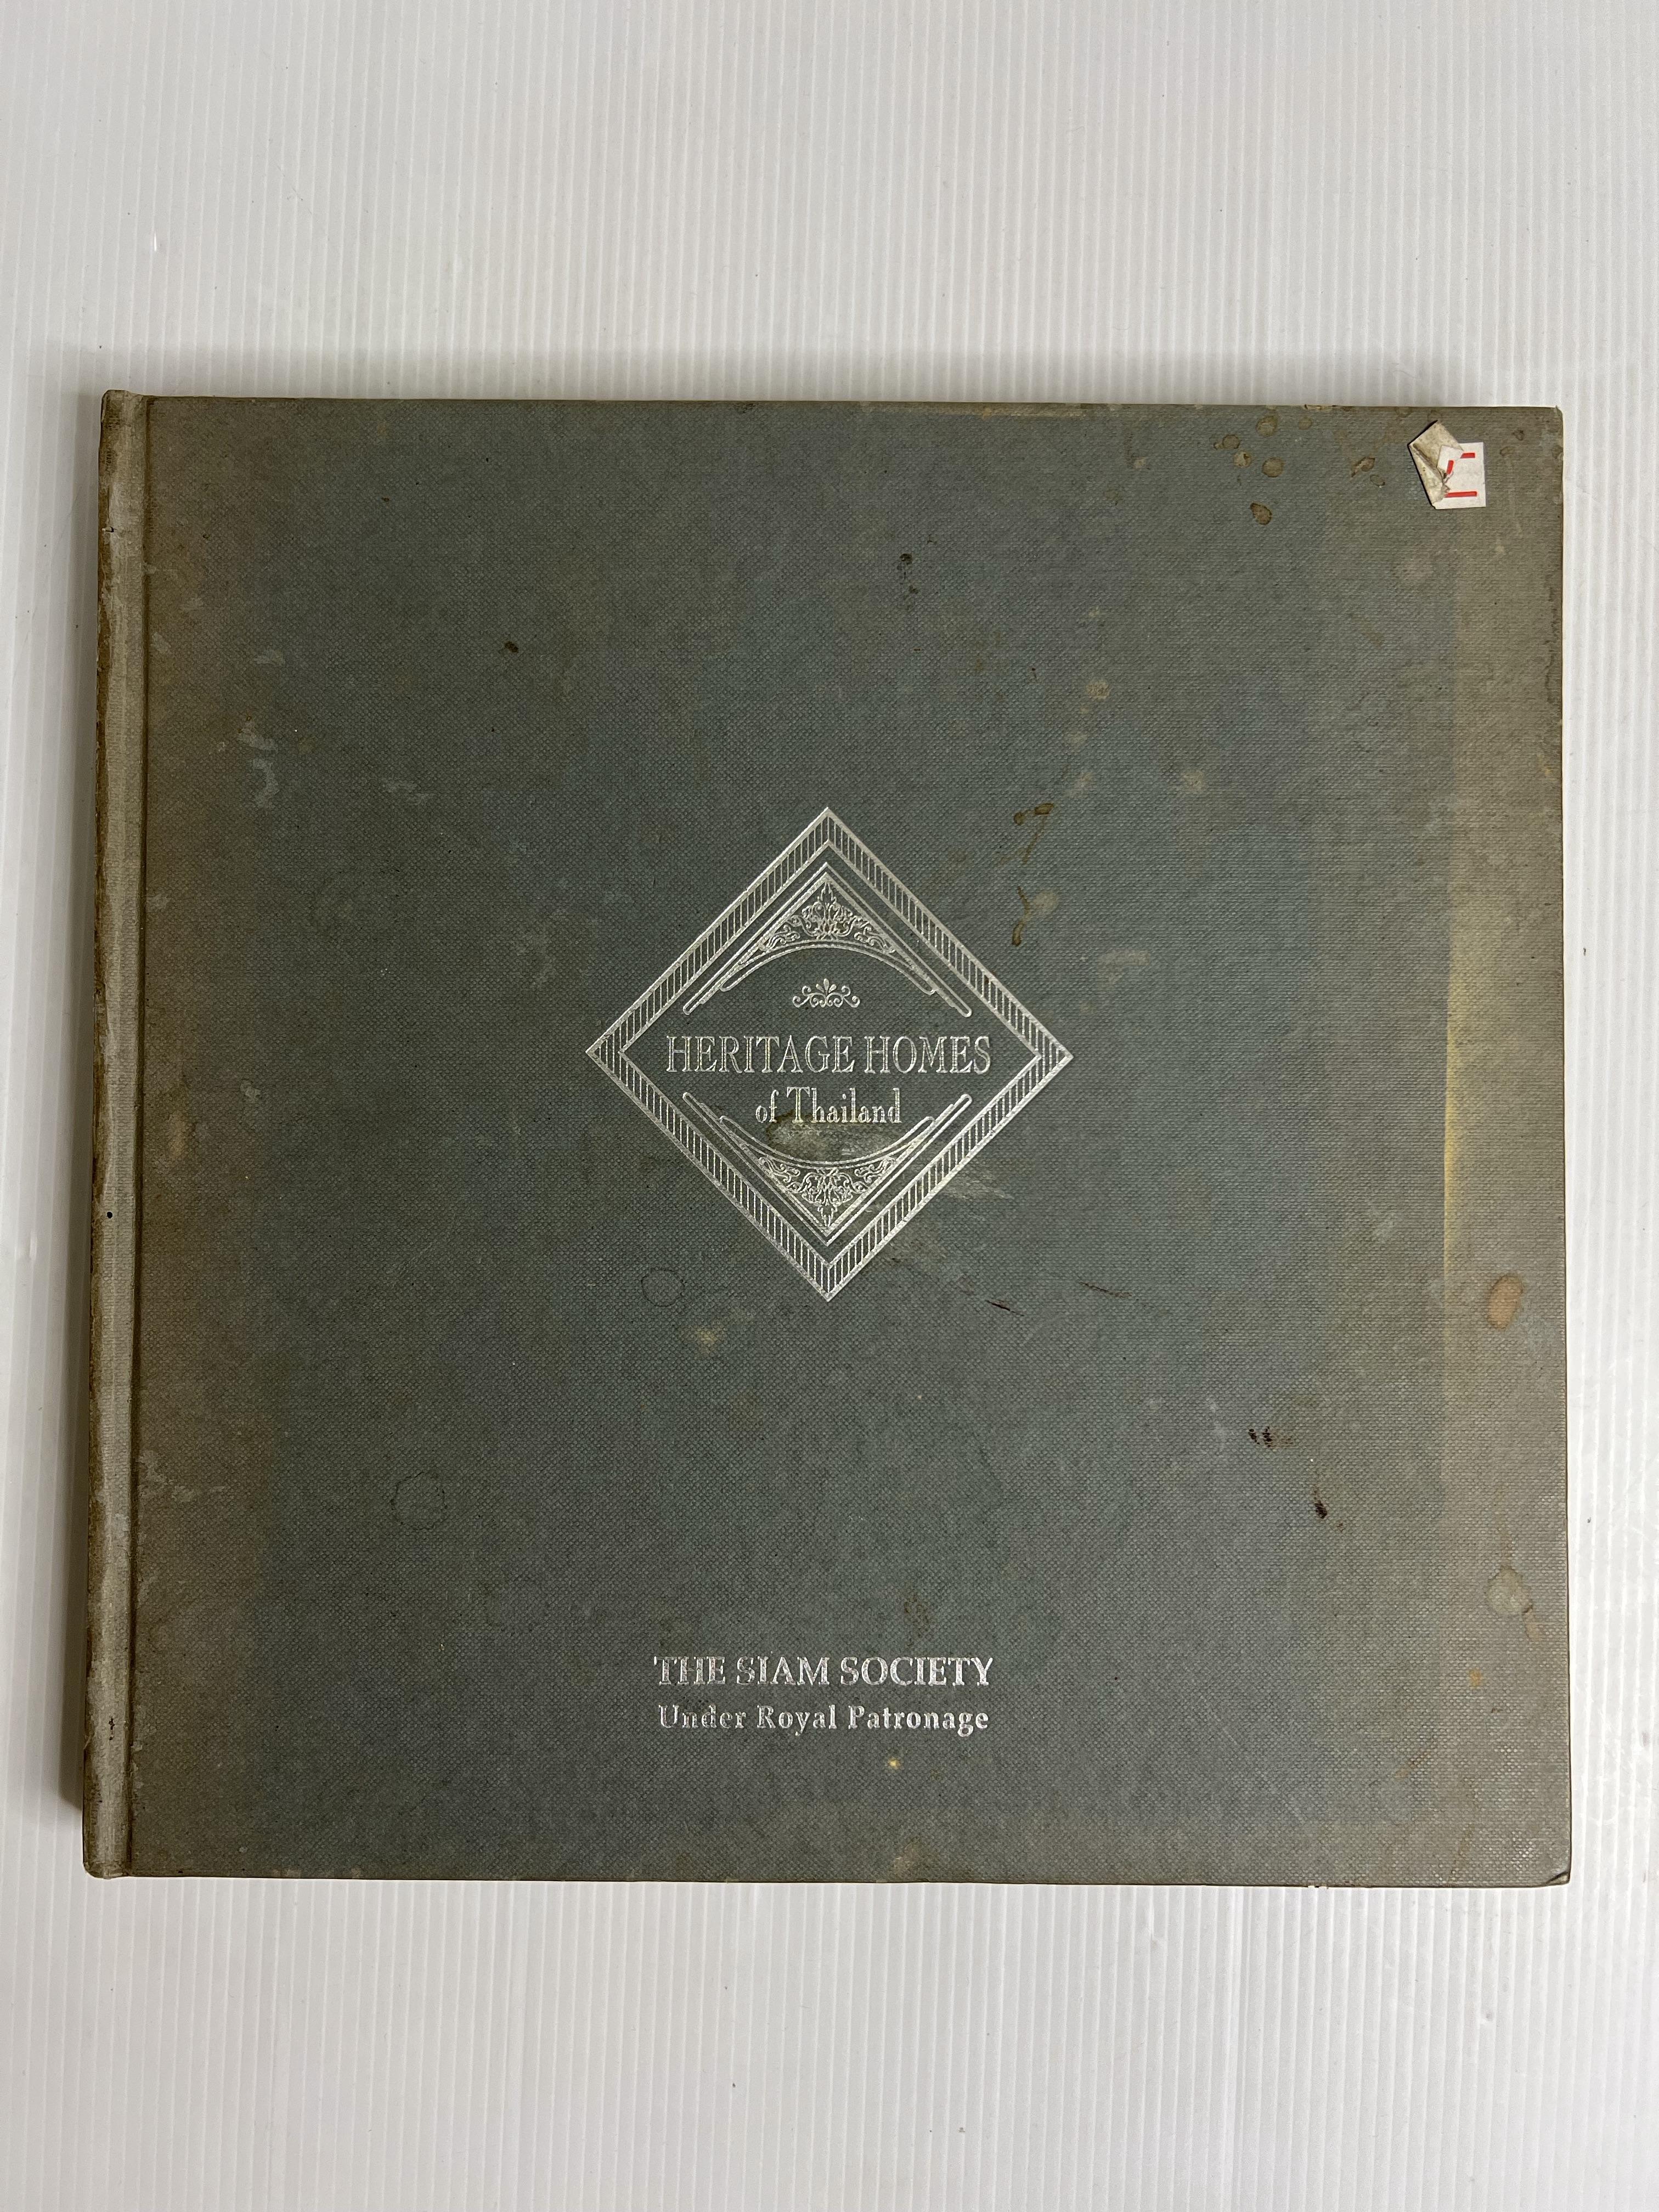 HERITAGE HOMES
of Thailand
THE SIAM SOCIETY
Under Royal Patronage